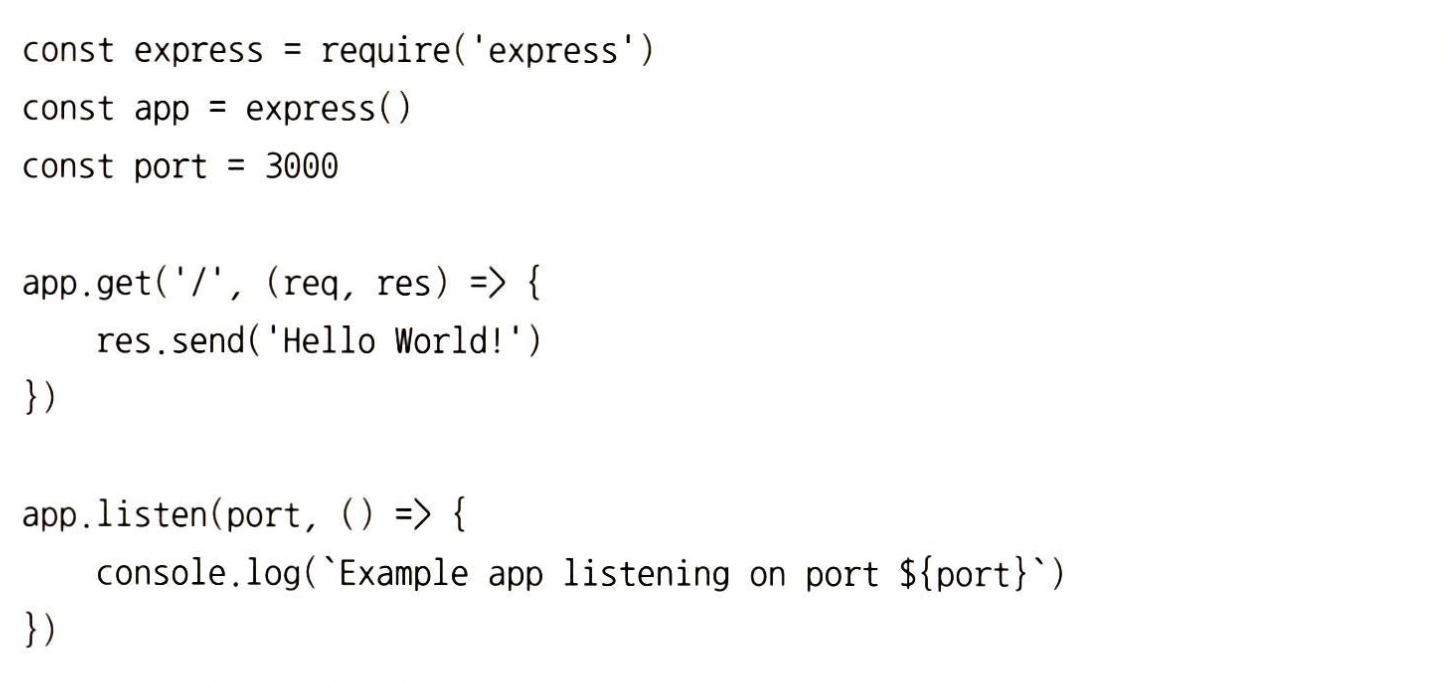 const express = require('express')
const app = express()
const port = 3000

app.get('/', (req, res) => {
    res.send('Hello World!')
})

app.listen(port, () => {
    console.log(`Example app listening on port ${port}`)
})